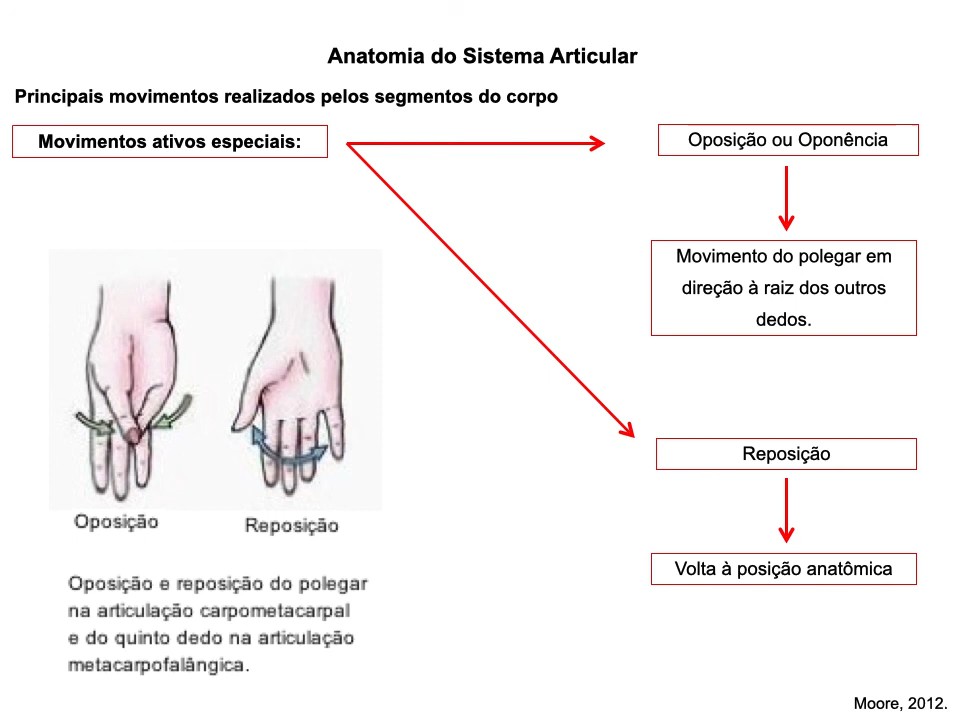 Anatomia do Sistema Articular
Principais movimentos realizados pelos segmentos do corpo
Movimentos ativos especiais:
Oposição ou Oponência
Movimento do polegar em
direção à raiz dos outros
dedos.
Reposição
Volta à posição anatômica
Oposição
Reposição
Oposição e reposição do polegar
na articulação carpometacarpal
e do quinto dedo na articulação
metacarpofalângica.
Moore, 2012.